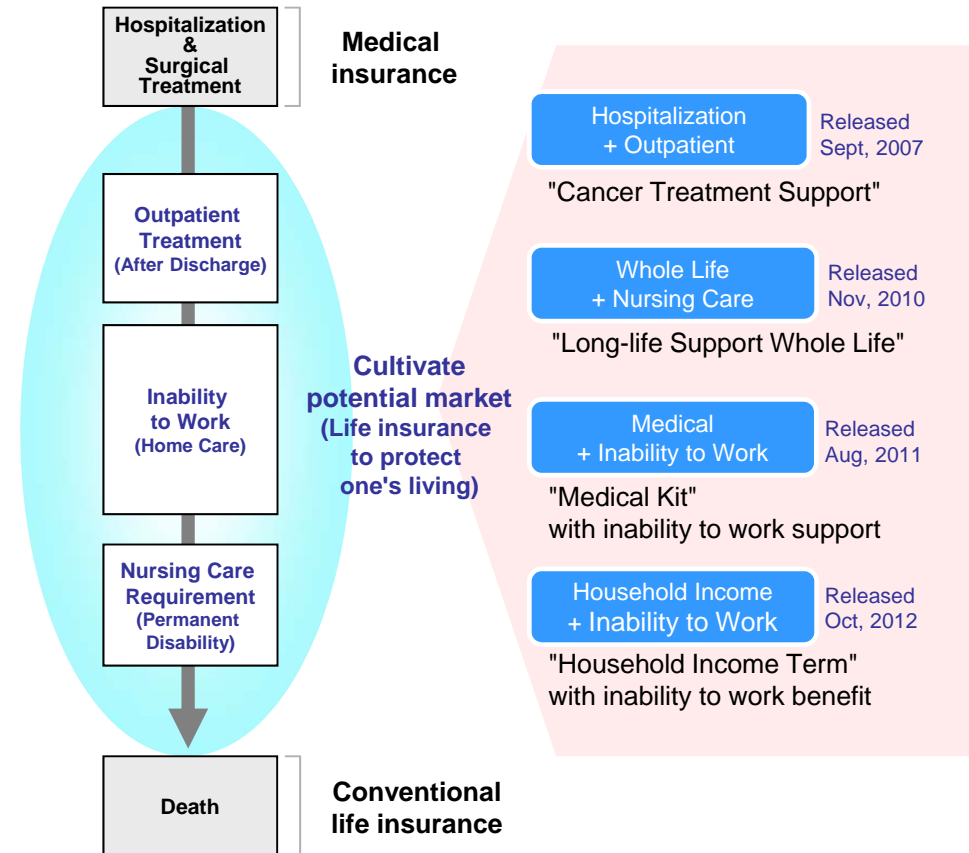 Hospitalization
&
Surgical
Treatment
Medical
insurance
Outpatient
Treatment
(After Discharge)
Inability
to Work
(Home Care)
Nursing Care
Requirement
(Permanent
Disability)
Death
Conventional
life insurance
Cultivate
potential market
(Life insurance
to protect
one's living)
Hospitalization
+ Outpatient
Released
Sept, 2007
"Cancer Treatment Support"
Whole Life
+ Nursing Care
Released
Nov, 2010
"Long-life Support Whole Life"
Medical
+ Inability to Work
Released
Aug, 2011
"Medical Kit"
with inability to work support
Household Income
+ Inability to Work
Released
Oct, 2012
"Household Income Term"
with inability to work benefit